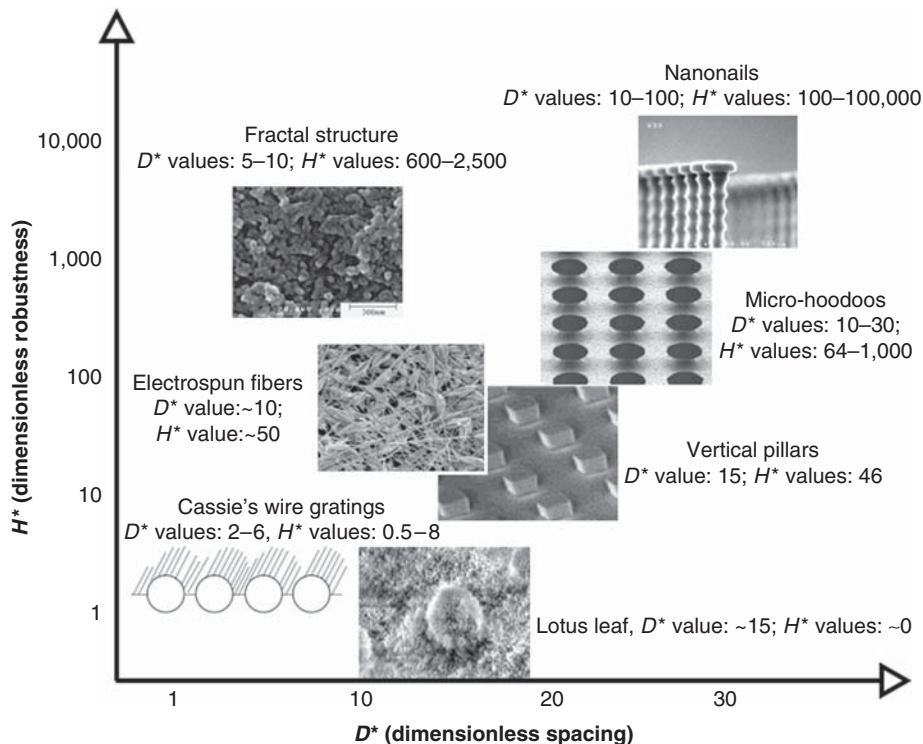 Nanonails
D* values: 10–100; H* values: 100–100,000
Fractal structure
D* values: 5–10; H* values: 600–2,500
Micro-hoodoos
D* values: 10–30;
H* values: 64–1,000
Electrospun fibers
D* value:~10;
H* value:~50
Vertical pillars
D* value: 15; H* values: 46
Cassie's wire gratings
D* values: 2–6, H* values: 0.5–8
Lotus leaf, D* value: ~15; H* values: ~0
H* (dimensionless robustness)
10,000
1,000
100
10
1
1
10
20
30
D* (dimensionless spacing)
300nm